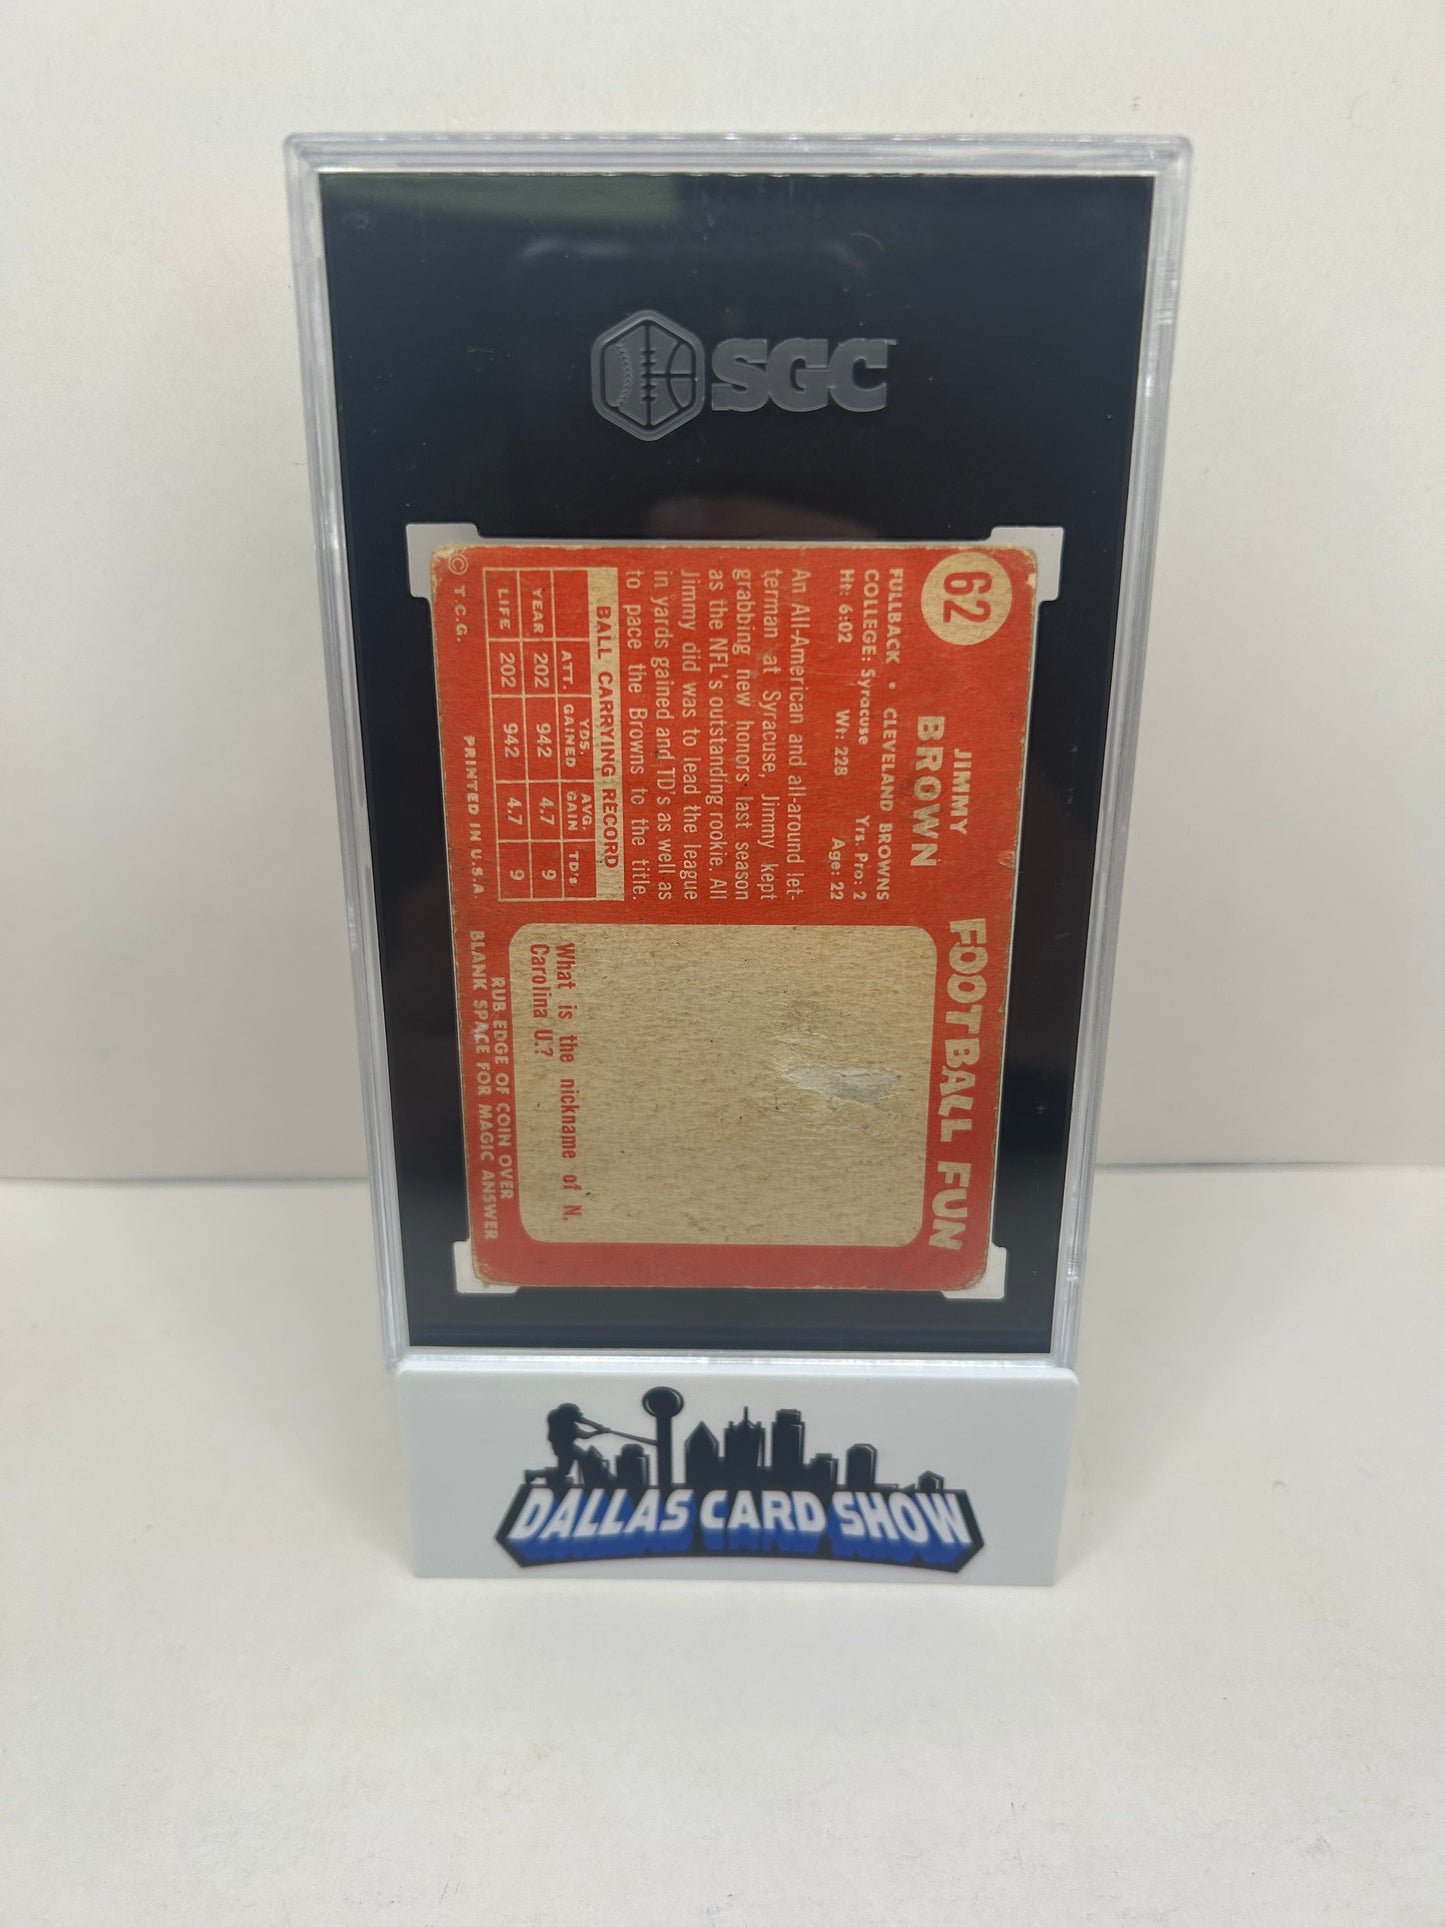 SGC
62
JIMMY
BROWN
FULLBACK • CLEVELAND BROWNS
COLLEGE: Syracuse Yrs. Pro: 2
Ht: 6:02 Wt: 228 Age: 22
An All-American and all-around let-
terman at Syracuse, Jimmy kept
grabbing new honors last season
as the NFL's outstanding rookie. All
Jimmy did was to lead the league
in yards gained and TD's as well as
to pace the Browns to the title.
BALL CARRYING RECORD
ATT. YDS. GAINED AVG. GAIN TD's
YEAR 202 942 4.7 9
LIFE 202 942 4.7 9
© T.C.G. PRINTED IN U.S.A
FOOTBALL FUN
What is the nickname of N.
Carolina U.?
RUB EDGE OF COIN OVER
BLANK SPACE FOR MAGIC ANSWER
DALLAS CARD SHOW